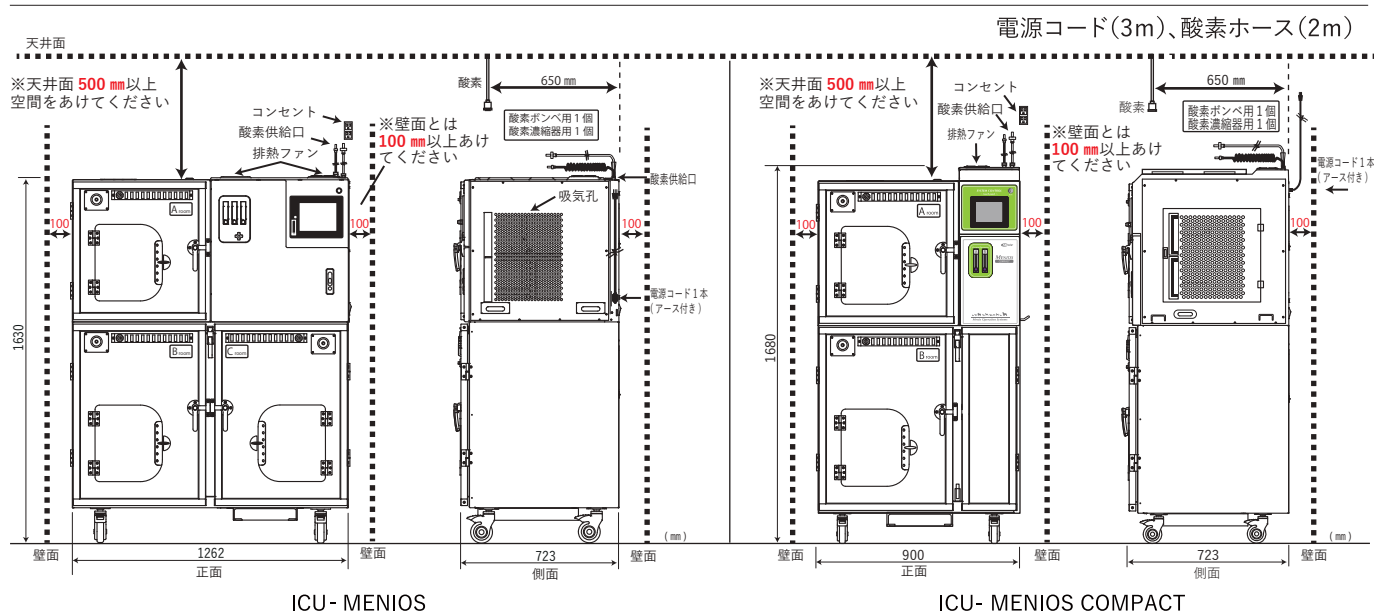 電源コード(3m)、酸素ホース(2m)
天井面
※天井面 500 ㎜以上
空間をあけてください
コンセント
酸素供給口
排熱ファン
※壁面とは
100 ㎜以上あけ
てください
100
100
A room
B room
C room
1630
壁面
1262
正面
壁面
酸素
650 ㎜
酸素ボンベ用1個
酸素濃縮器用1個
酸素供給口
吸気孔
100
電源コード1本
(アース付き)
723
側面
(㎜)
壁面
ICU- MENIOS
※天井面 500 ㎜以上
空間をあけてください
コンセント
酸素供給口
排熱ファン
※壁面とは
100 ㎜以上あけ
てください
100
100
A room
B room
MENIOS
1680
壁面
900
正面
壁面
酸素
650 ㎜
酸素ボンベ用1個
酸素濃縮器用1個
電源コード1本
(アース付き)
100
723
側面
(㎜)
壁面
ICU- MENIOS COMPACT